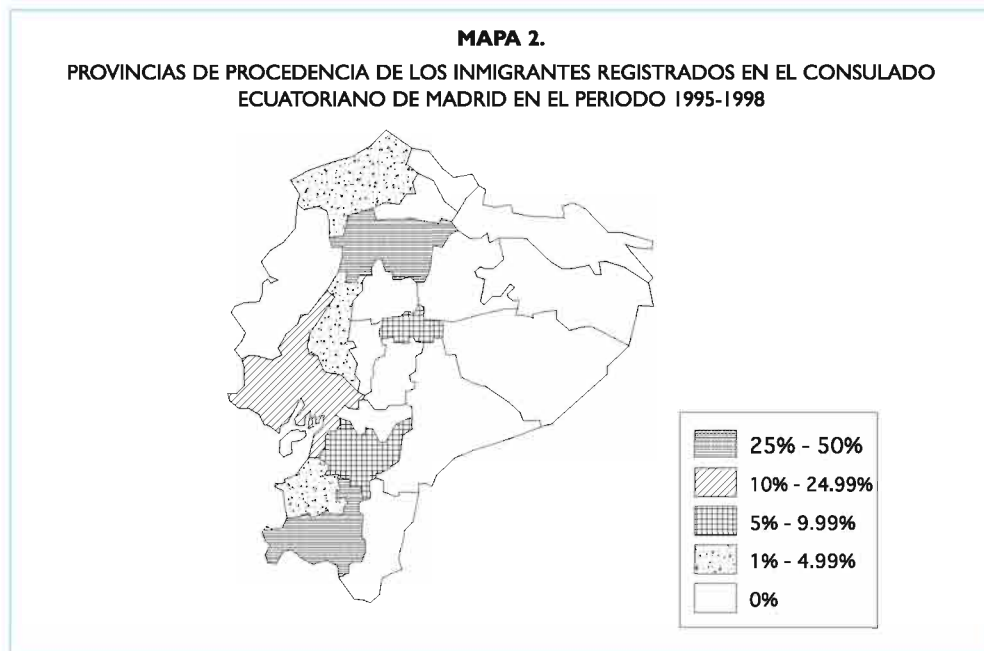 MAPA 2.
PROVINCIAS DE PROCEDENCIA DE LOS INMIGRANTES REGISTRADOS EN EL CONSULADO
ECUATORIANO DE MADRID EN EL PERIODO 1995-1998
25% - 50%
10% - 24.99%
5% - 9.99%
1% - 4.99%
0%